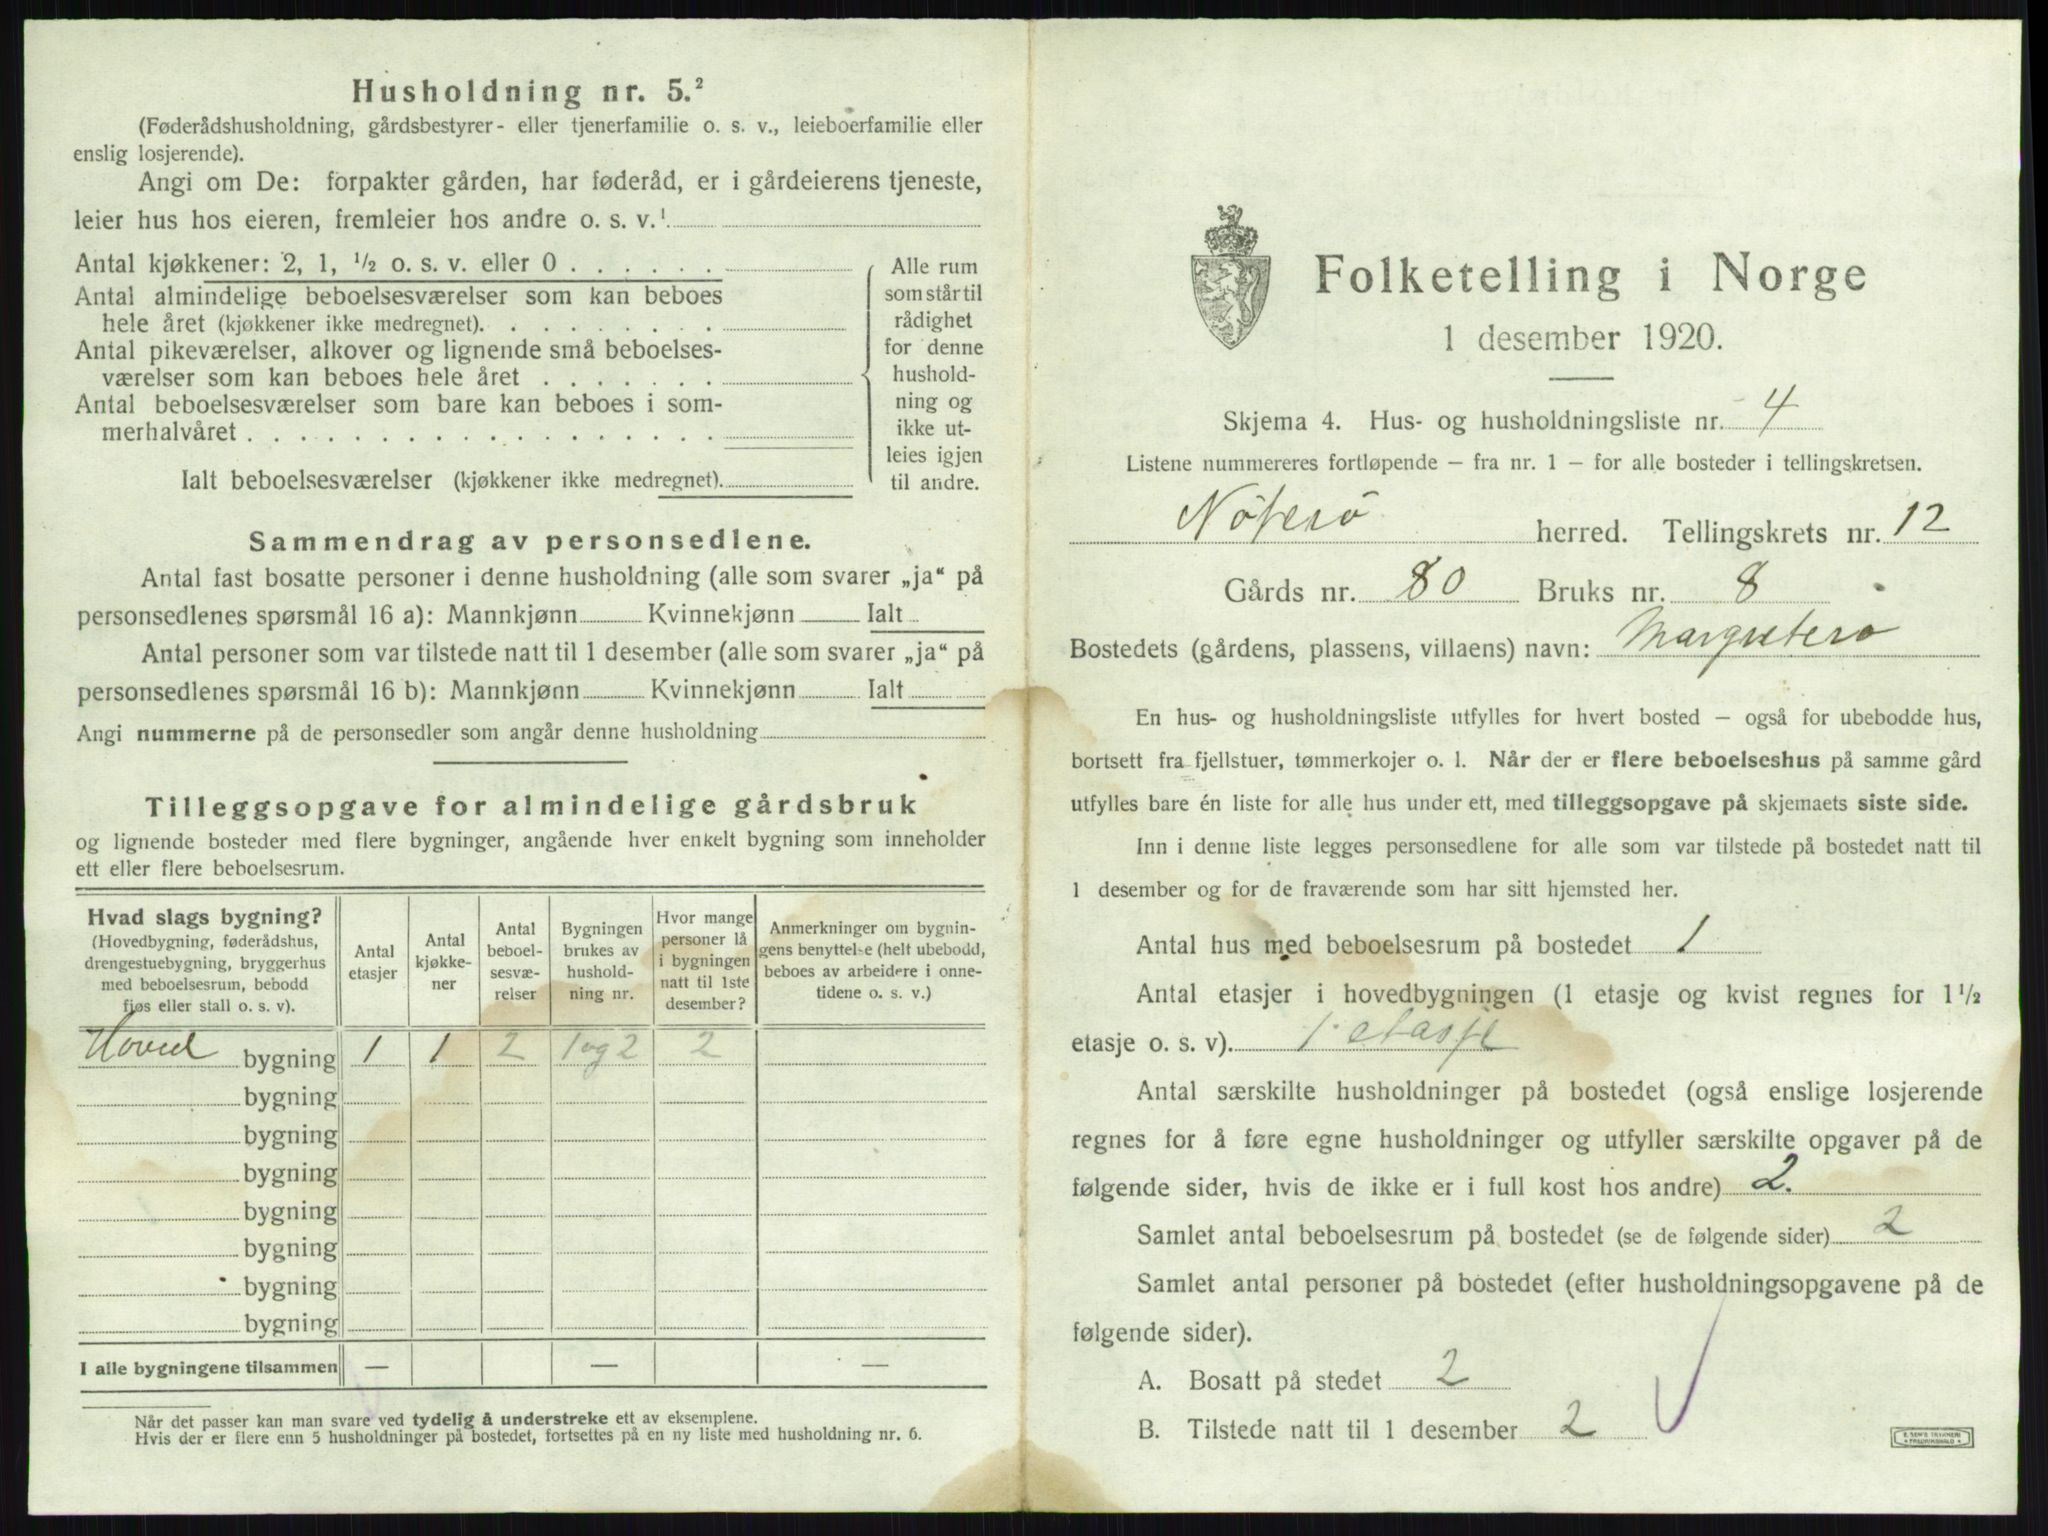 Husholdning nr. 5.²
(Føderådshusholdning, gårdsbestyrer- eller tjenerfamilie o. s. v., leieboerfamilie eller
enslig losjerende).
Angi om De: forpakter gården, har føderåd, er i gårdeierens tjeneste,
leier hus hos eieren, fremleier hos andre o. s. v.¹
Antal kjøkkener: 2, 1, ½ o. s. v. eller 0 . . . . . .
Antal almindelige beboelsesværelser som kan beboes
hele året (kjøkkener ikke medregnet). . . . . . . . .
Antal pikeværelser, alkover og lignende små beboelses-
værelser som kan beboes hele året . . . . . . .
Antal beboelsesværelser som bare kan beboes i som-
merhalvåret . . . . . . . . . . . . . . . . . .
Ialt beboelsesværelser (kjøkkener ikke medregnet).
Alle rum
som står til
rådighet
for denne
hushold-
ning og
ikke ut-
leies igjen
til andre.
Sammendrag av personsedlene.
Antal fast bosatte personer i denne husholdning (alle som svarer „ja“ på
personsedlenes spørsmål 16 a): Mannkjønn Kvinnekjønn Ialt
Antal personer som var tilstede natt til 1 desember (alle som svarer „ja“ på
personsedlenes spørsmål 16 b): Mannkjønn Kvinnekjønn Ialt
Angi nummerne på de personsedler som angår denne husholdning
Tilleggsopgave for almindelige gårdsbruk
og lignende bosteder med flere bygninger, angående hver enkelt bygning som inneholder
ett eller flere beboelsesrum.
Hvad slags bygning?
(Hovedbygning, føderådshus,
drengestuebygning, bryggerhus
med beboelsesrum, bebodd
fjøs eller stall o. s. v).
Antal
etasjer
Antal
kjøkke-
ner
Antal
beboel-
sesvæ-
relser
Bygningen
brukes av
hushold-
ning nr.
Hvor mange
personer lå
i bygningen
natt til 1ste
desember?
Anmerkninger om bygnin-
gens benyttelse (helt ubebodd,
beboes av arbeidere i onne-
tidene o. s. v.)
Hoved bygning 1 1 2 1 og 2 2
bygning
bygning
bygning
bygning
bygning
bygning
bygning
I alle bygningene tilsammen — — —
Når det passer kan man svare ved tydelig å understreke ett av eksemplene.
Hvis der er flere enn 5 husholdninger på bostedet, fortsettes på en ny liste med husholdning nr. 6.
Folketelling i Norge
1 desember 1920.
Skjema 4. Hus- og husholdningsliste nr. 4
Listene nummereres fortløpende — fra nr. 1 — for alle bosteder i tellingskretsen.
Nøterø herred. Tellingskrets nr. 12
Gårds nr. 80 Bruks nr. 8
Bostedets (gårdens, plassens, villaens) navn: Margreterø
En hus- og husholdningsliste utfylles for hvert bosted — også for ubebodde hus,
bortsett fra fjellstuer, tømmerkojer o. l. Når der er flere beboelseshus på samme gård
utfylles bare én liste for alle hus under ett, med tilleggsopgave på skjemaets siste side.
Inn i denne liste legges personsedlene for alle som var tilstede på bostedet natt til
1 desember og for de fraværende som har sitt hjemsted her.
Antal hus med beboelsesrum på bostedet 1
Antal etasjer i hovedbygningen (1 etasje og kvist regnes for 1½
etasje o. s. v). 1 etasje
Antal særskilte husholdninger på bostedet (også enslige losjerende
regnes for å føre egne husholdninger og utfyller særskilte opgaver på de
følgende sider, hvis de ikke er i full kost hos andre) 2.
Samlet antal beboelsesrum på bostedet (se de følgende sider) 2
Samlet antal personer på bostedet (efter husholdningsopgavene på de
følgende sider).
A. Bosatt på stedet 2
B. Tilstede natt til 1 desember 2